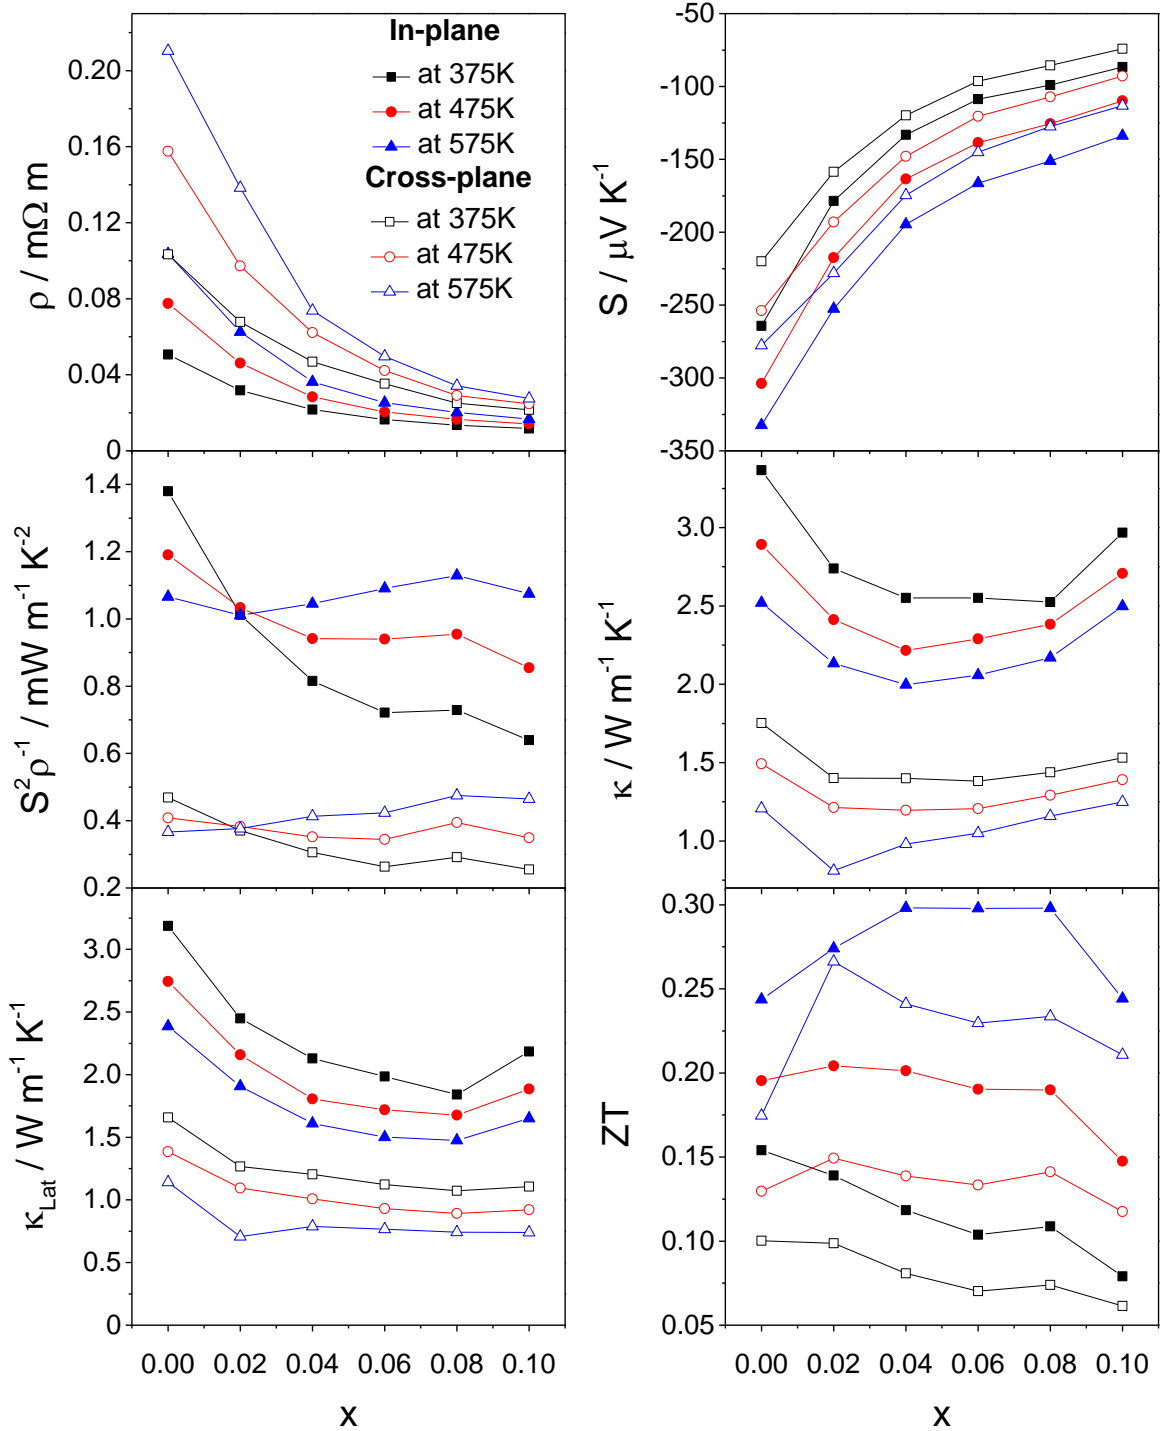 In-plane
at 375K
at 475K
at 575K
Cross-plane
at 375K
at 475K
at 575K
ρ / mΩ m
0.20
0.16
0.12
0.08
0.04
0
S / μV K⁻¹
-50
-100
-150
-200
-250
-300
-350
S²ρ⁻¹ / mW m⁻¹ K⁻²
1.4
1.2
1.0
0.8
0.6
0.4
0.2
κ / W m⁻¹ K⁻¹
3.0
2.5
2.0
1.5
1.0
κLat / W m⁻¹ K⁻¹
3.0
2.5
2.0
1.5
1.0
0.5
0
0.00 0.02 0.04 0.06 0.08 0.10
x
ZT
0.30
0.25
0.20
0.15
0.10
0.05
0.00 0.02 0.04 0.06 0.08 0.10
x